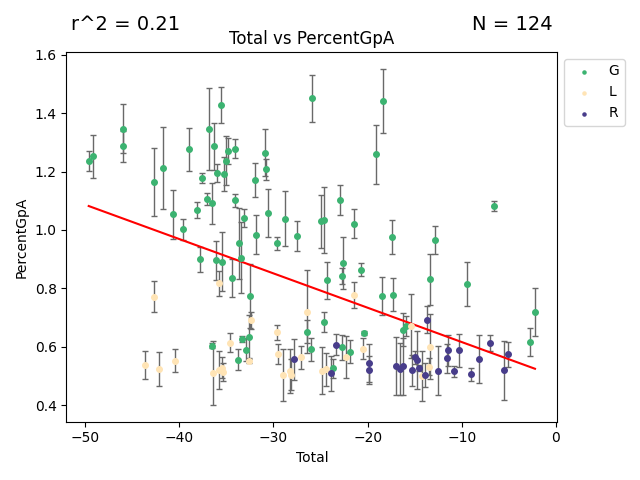 r^2 = 0.21
N = 124
Total vs PercentGpA
G
L
R
PercentGpA
1.6
1.4
1.2
1.0
0.8
0.6
0.4
−50
−40
−30
−20
−10
0
Total